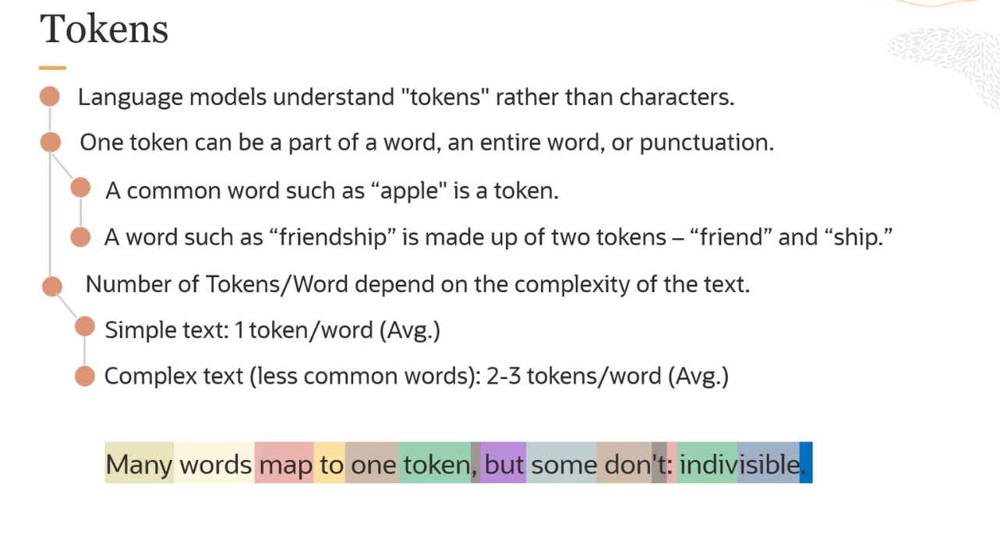 Tokens
Language models understand "tokens" rather than characters.
One token can be a part of a word, an entire word, or punctuation.
A common word such as “apple" is a token.
A word such as “friendship” is made up of two tokens – “friend” and “ship.”
Number of Tokens/Word depend on the complexity of the text.
Simple text: 1 token/word (Avg.)
Complex text (less common words): 2-3 tokens/word (Avg.)
Many words map to one token, but some don't: indivisible.